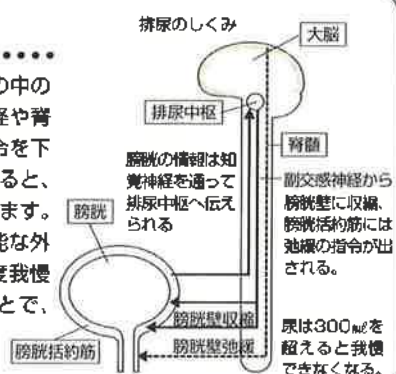 排尿のしくみ
大脳
排尿中枢
脊髄
膀胱の情報は知
覚神経を通って
排尿中枢へ伝え
られる
副交感神経から
膀胱壁に収縮、
膀胱括約筋には
弛緩の指令が出
される。
膀胱
膀胱壁収縮
膀胱壁弛緩
膀胱括約筋
尿は300㎖を
超えると我慢
できなくなる。
の中の
経や脊
令を下
ると、
ます。
能な外
度我慢
とで、